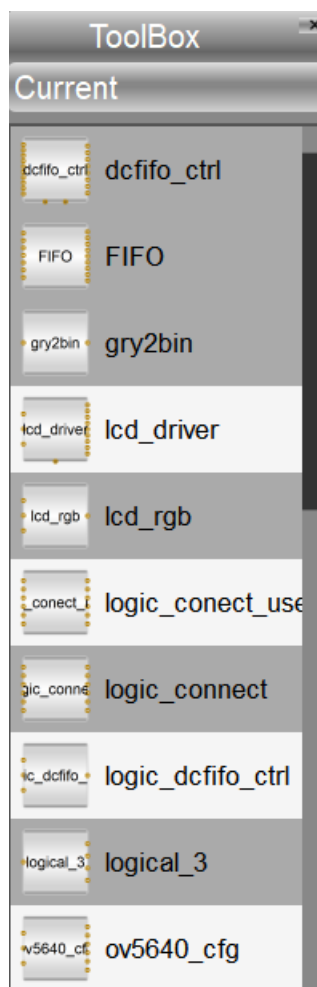 ToolBox
Current
dcfifo_ctrl dcfifo_ctrl
FIFO FIFO
gry2bin gry2bin
lcd_driver lcd_driver
lcd_rgb lcd_rgb
_conect_ logic_conect_use
gic_conne logic_connect
ic_dcfifo_ logic_dcfifo_ctrl
logical_3 logical_3
v5640_cf ov5640_cfg